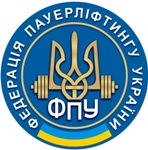 ФЕДЕРАЦІЯ ПАУЕРЛІФТИНГУ УКРАЇНИ
ФПУ